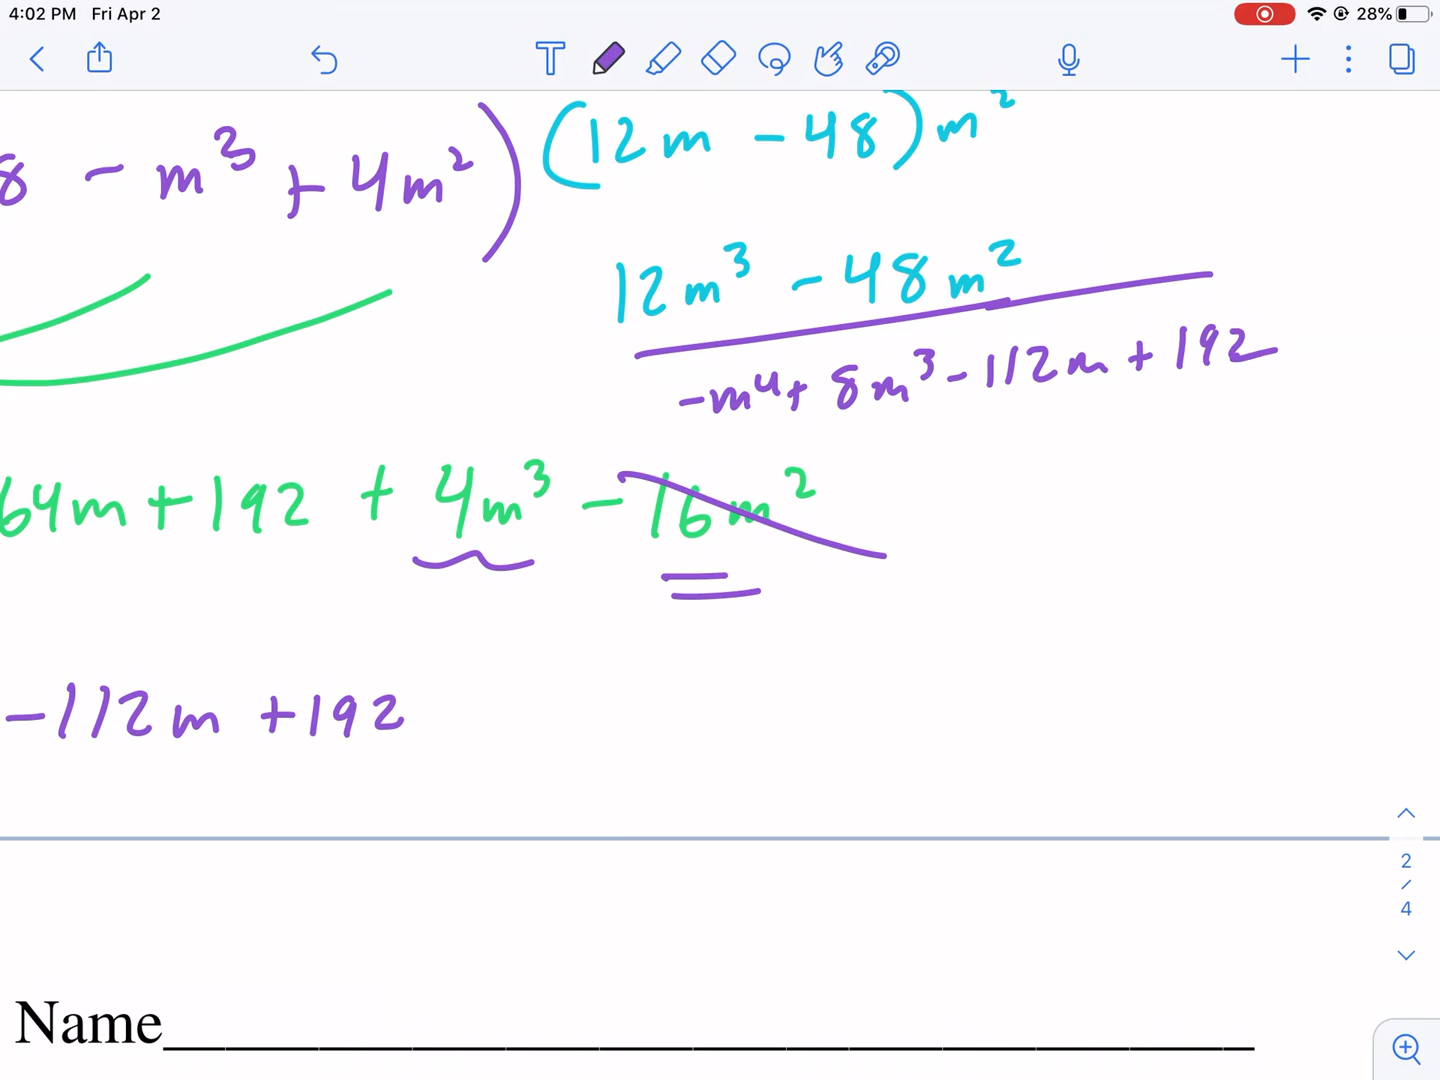 4:02 PM Fri Apr 2 28%
8 - m³ + 4m²) (12m - 48)m²
12m³ - 48m²
-m⁴ + 8m³ - 112m + 192
64m + 192 + 4m³ - 16m²
-112m + 192
2
/
4
Name